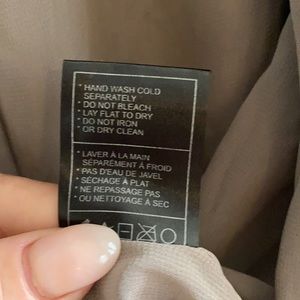 * HAND WASH COLD
SEPARATELY
* DO NOT BLEACH
* LAY FLAT TO DRY
* DO NOT IRON
* OR DRY CLEAN
* LAVER À LA MAIN
SÉPARÉMENT À FROID
* PAS D'EAU DE JAVEL
* SÉCHAGE À PLAT
* NE REPASSAGE PAS
* OU NETTOYAGE À SEC